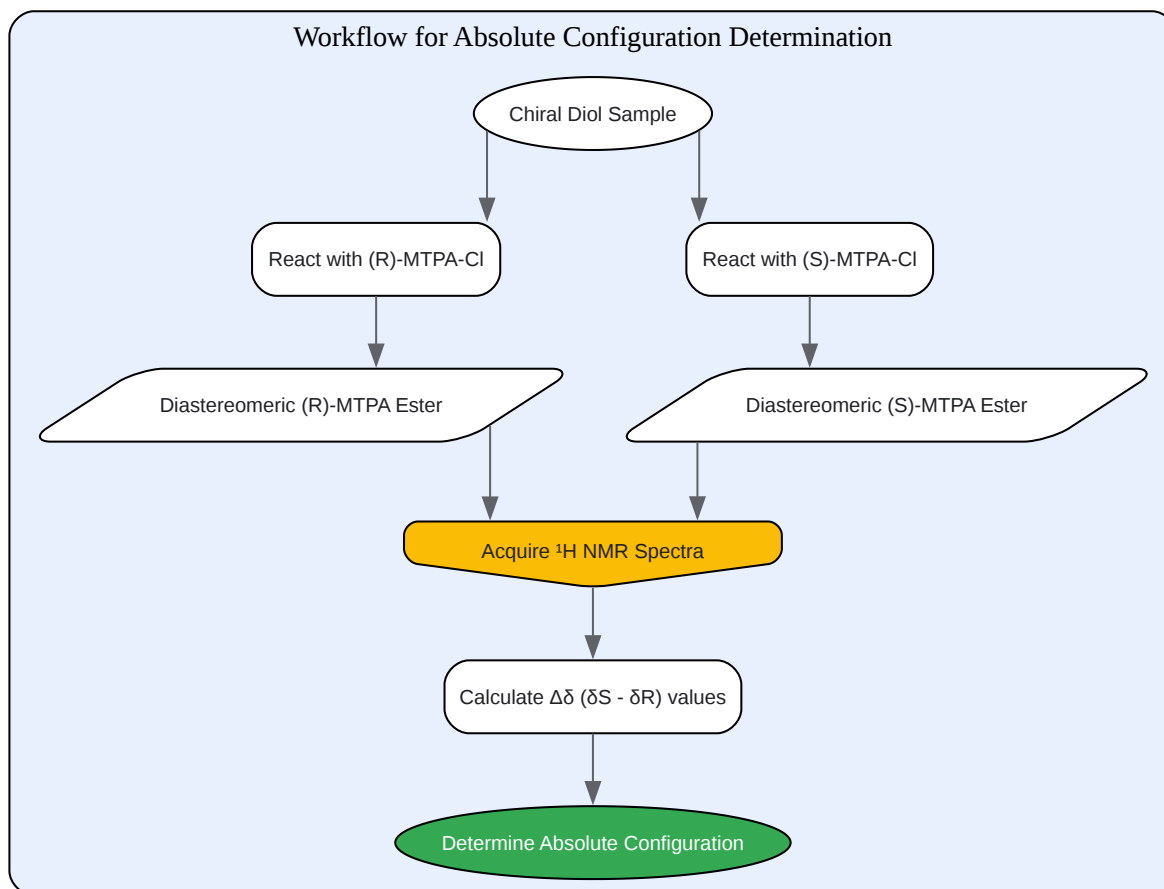 Workflow for Absolute Configuration Determination
Chiral Diol Sample
React with (R)-MTPA-Cl
React with (S)-MTPA-Cl
Diastereomeric (R)-MTPA Ester
Diastereomeric (S)-MTPA Ester
Acquire ¹H NMR Spectra
Calculate Δδ (δS - δR) values
Determine Absolute Configuration